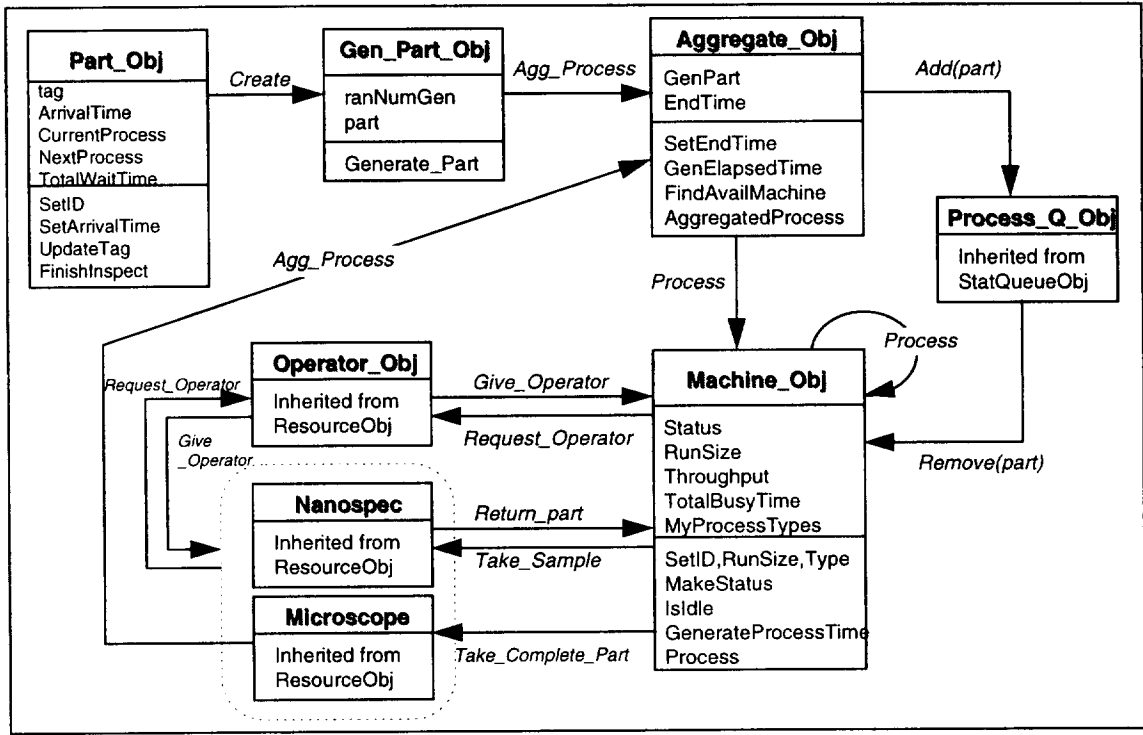 Part_Obj
tag
ArrivalTime
CurrentProcess
NextProcess
TotalWaitTime
SetID
SetArrivalTime
UpdateTag
FinishInspect
Create
Gen_Part_Obj
ranNumGen
part
Generate_Part
Agg_Process
Aggregate_Obj
GenPart
EndTime
SetEndTime
GenElapsedTime
FindAvailMachine
AggregatedProcess
Add(part)
Process_Q_Obj
Inherited from
StatQueueObj
Agg_Process
Process
Process
Remove(part)
Operator_Obj
Inherited from
ResourceObj
Request_Operator
Give
_Operator
Give_Operator
Request_Operator
Machine_Obj
Status
RunSize
Throughput
TotalBusyTime
MyProcessTypes
SetID,RunSize,Type
MakeStatus
IsIdle
GenerateProcessTime
Process
Nanospec
Inherited from
ResourceObj
Return_part
Take_Sample
Microscope
Inherited from
ResourceObj
Take_Complete_Part